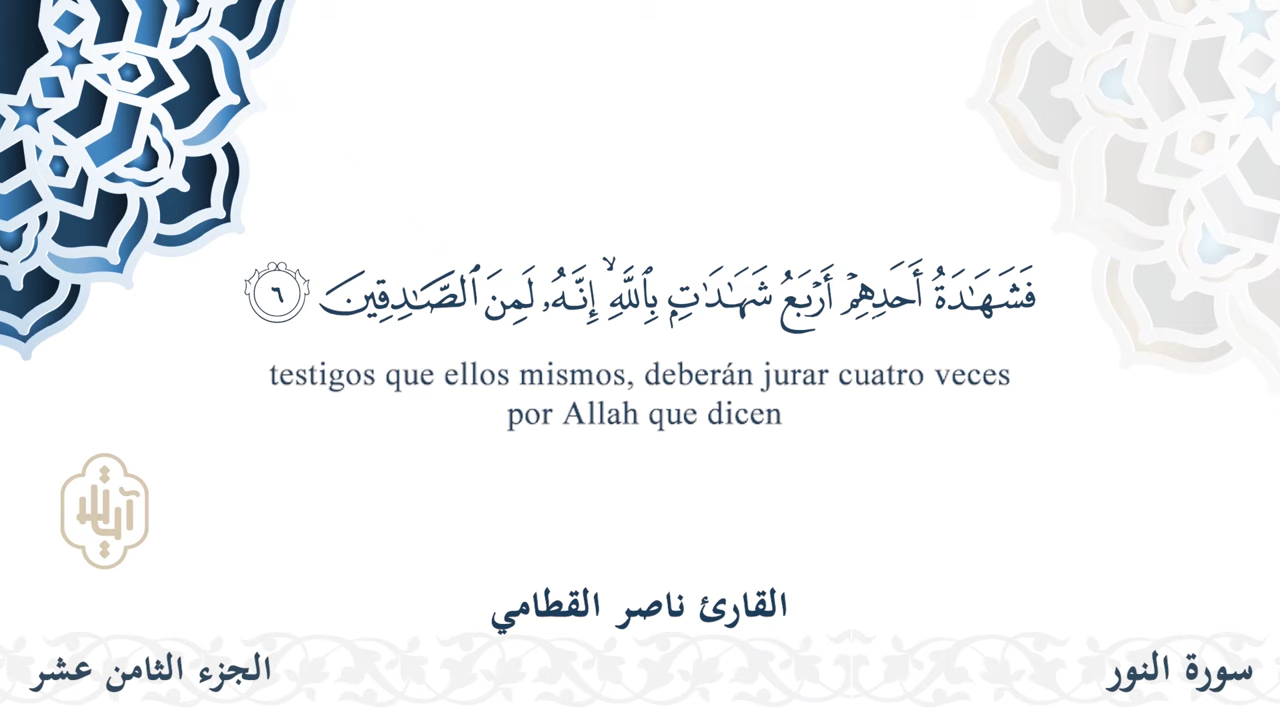 فَشَهَـٰدَةُ أَحَدِهِمْ أَرْبَعُ شَهَـٰدَٰتٍۭ بِٱللَّهِ ۙ إِنَّهُۥ لَمِنَ ٱلصَّـٰدِقِينَ ٦
testigos que ellos mismos, deberán jurar cuatro veces
por Allah que dicen
القارئ ناصر القطامي
سورة النور
الجزء الثامن عشر